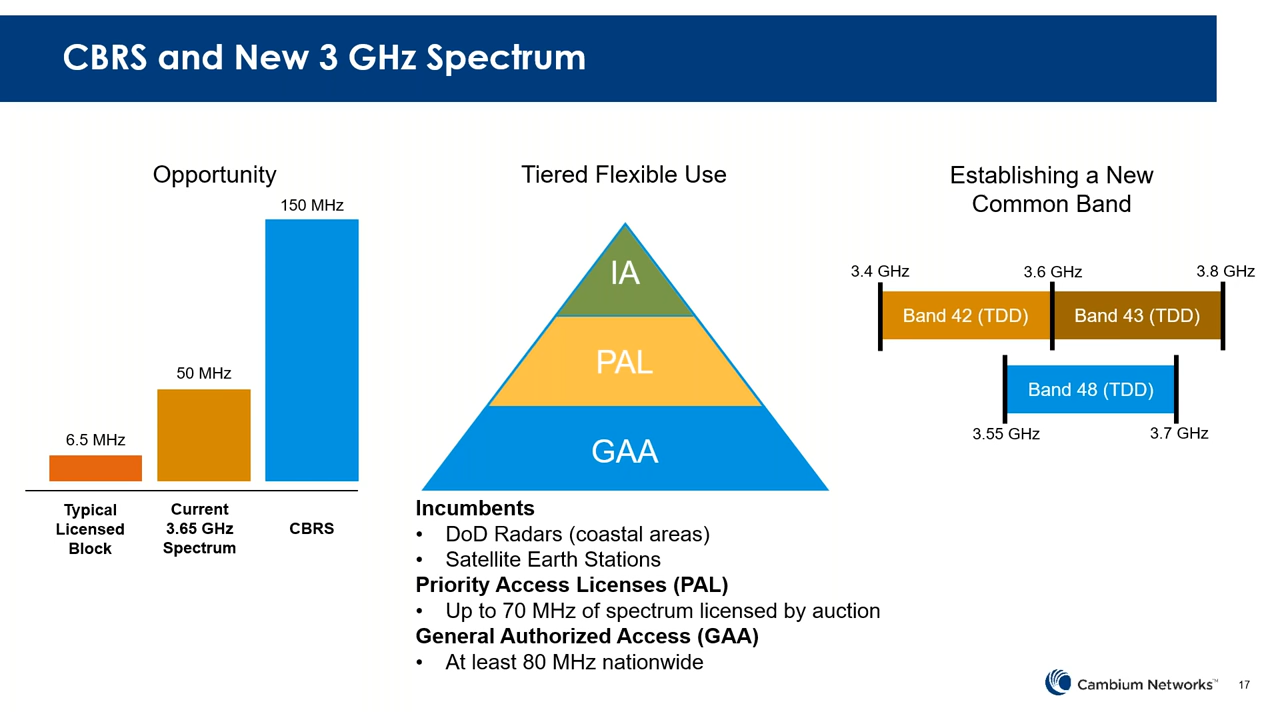 CBRS and New 3 GHz Spectrum
Opportunity
150 MHz
50 MHz
6.5 MHz
Typical
Licensed
Block
Current
3.65 GHz
Spectrum
CBRS
Tiered Flexible Use
IA
PAL
GAA
Incumbents
• DoD Radars (coastal areas)
• Satellite Earth Stations
Priority Access Licenses (PAL)
• Up to 70 MHz of spectrum licensed by auction
General Authorized Access (GAA)
• At least 80 MHz nationwide
Establishing a New
Common Band
3.4 GHz
3.6 GHz
3.8 GHz
Band 42 (TDD)
Band 43 (TDD)
Band 48 (TDD)
3.55 GHz
3.7 GHz
Cambium Networks™
17